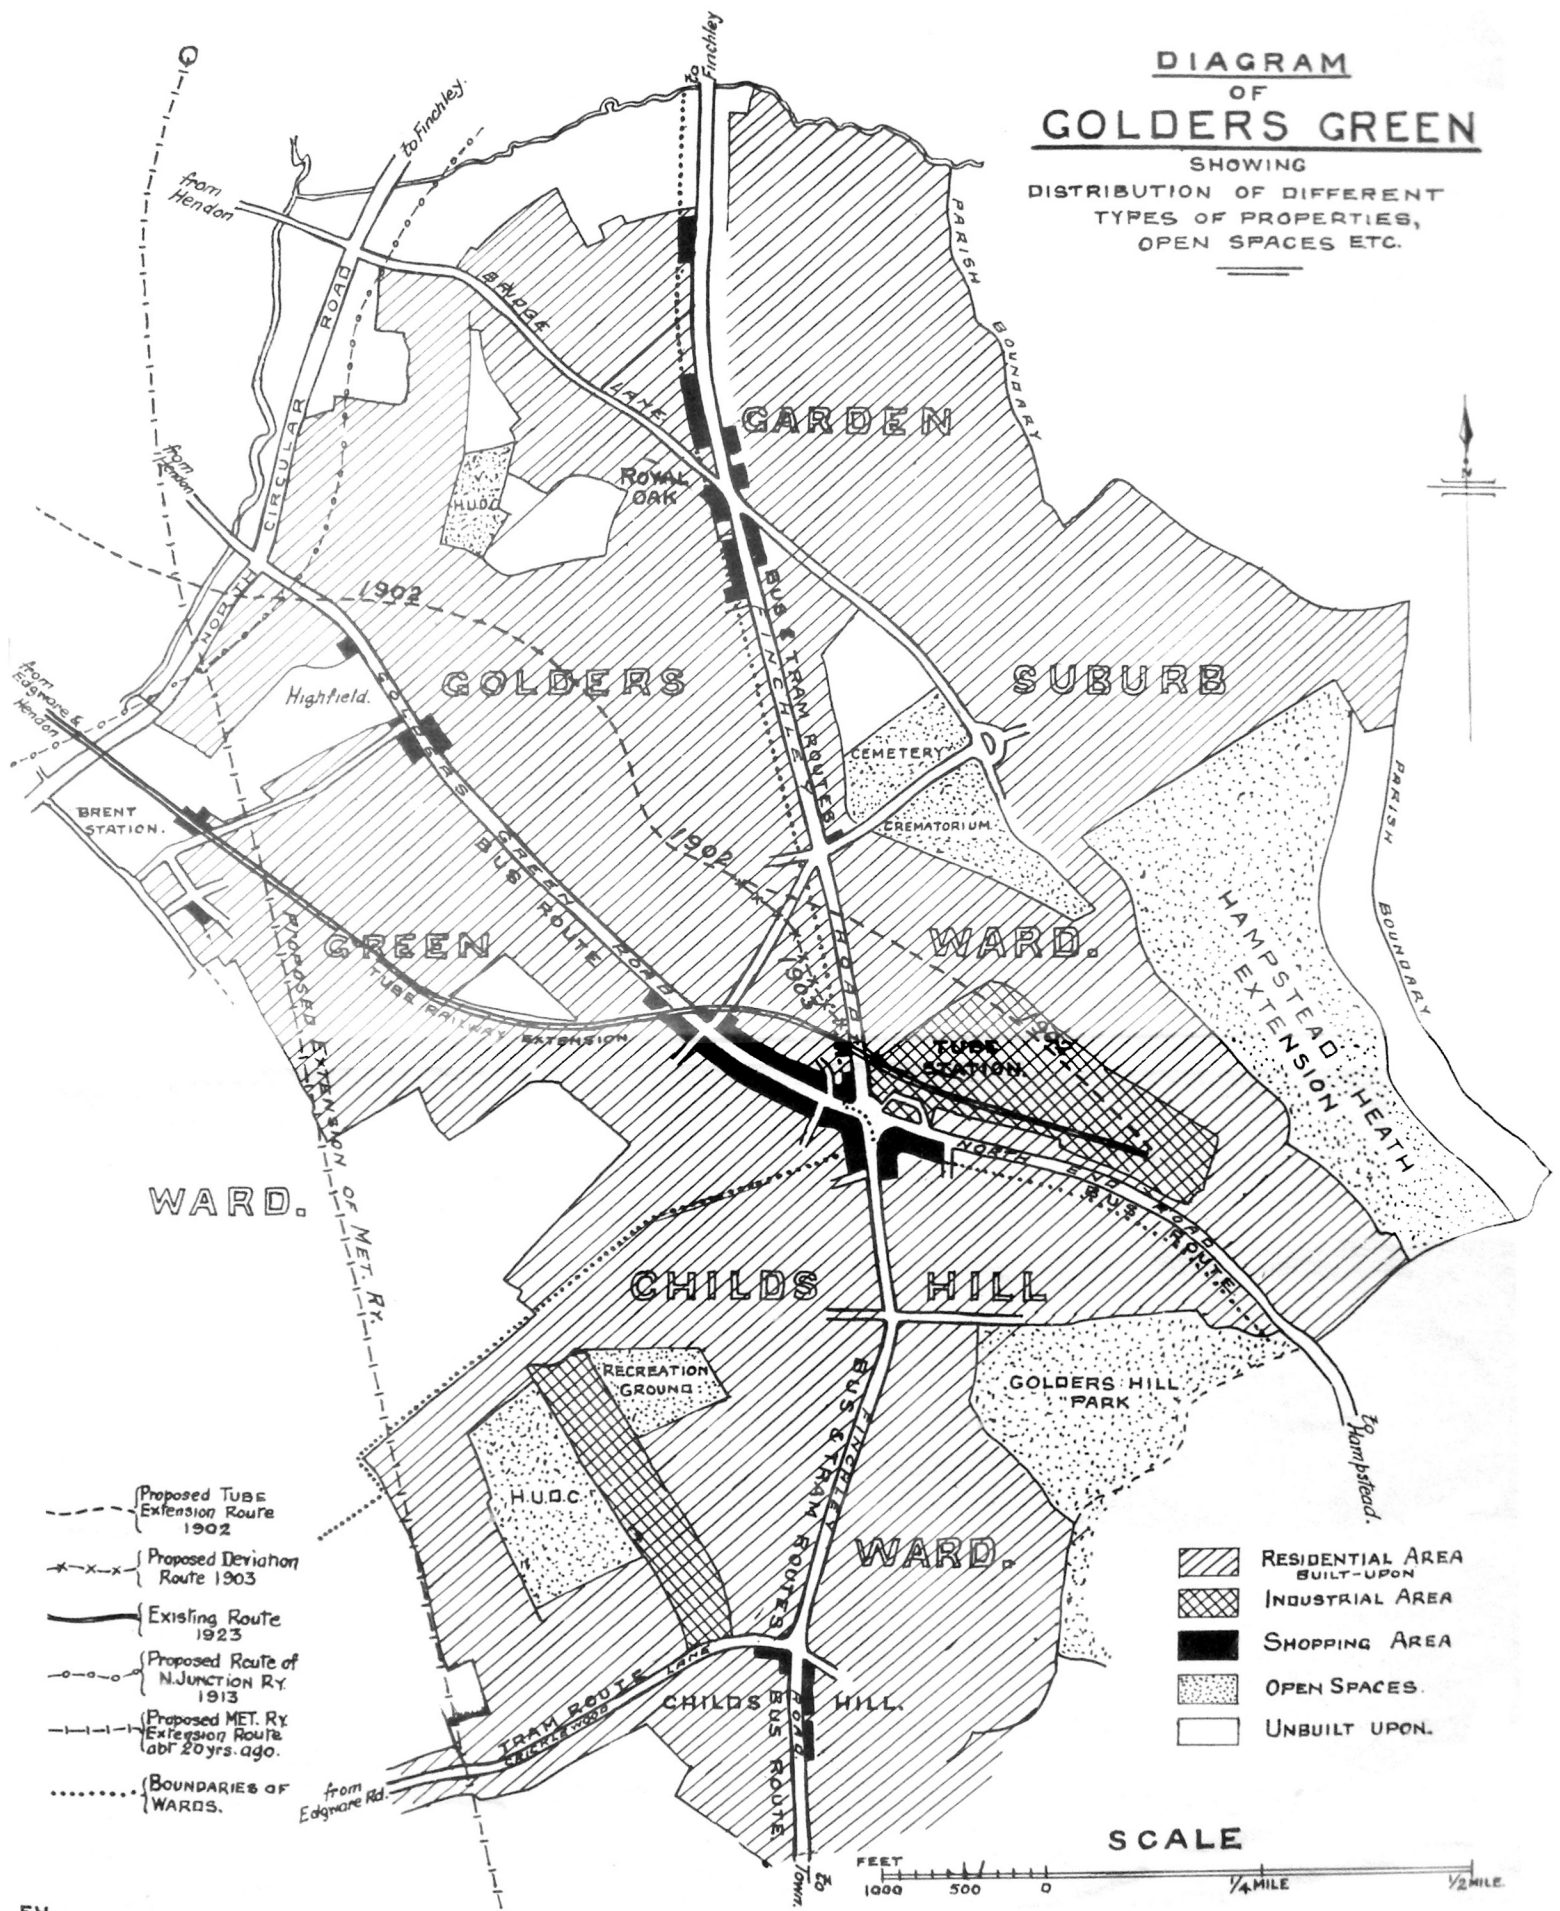 DIAGRAM
OF
GOLDERS GREEN
SHOWING
DISTRIBUTION OF DIFFERENT
TYPES OF PROPERTIES,
OPEN SPACES ETC.
to Finchley
to Finchley.
from
Hendon
BRIDGE
LANE
NORTH CIRCULAR ROAD
PARISH BOUNDARY
GARDEN
SUBURB
WARD.
ROYAL
OAK
H.U.D.C.
from
Hendon
1902
GOLDERS
GREEN
WARD.
Highfield.
from
Edgware &
Hendon
BRENT
STATION.
GOLDERS GREEN ROAD
BUS ROUTE
BUS & TRAM ROUTES
FINCHLEY ROAD
CEMETERY
CREMATORIUM
1902
1903
1902
PARISH BOUNDARY
HAMPSTEAD HEATH
EXTENSION
TUBE RAILWAY EXTENSION
PROPOSED EXTENSION OF MET. RY.
TUBE
STATION.
NORTH END ROAD
BUS ROUTE
CHILDS HILL
WARD.
RECREATION
GROUND.
H.U.D.C.
GOLDERS HILL
PARK
to
Hampstead.
BUS & TRAM ROUTES
FINCHLEY ROAD
TRAM ROUTE
CRICKLEWOOD LANE
CHILDS HILL.
BUS ROUTE
from
Edgware Rd.
to
Town.
Proposed TUBE
Extension Route
1902
Proposed Deviation
Route 1903
Existing Route
1923
Proposed Route of
N. JUNCTION RY.
1913
Proposed MET. Ry.
Extension Route
abt 20 yrs. ago.
BOUNDARIES OF
WARDS.
RESIDENTIAL AREA
BUILT-UPON
INDUSTRIAL AREA
SHOPPING AREA
OPEN SPACES.
UNBUILT UPON.
SCALE
FEET
1000 500 0 1/4 MILE 1/2 MILE.